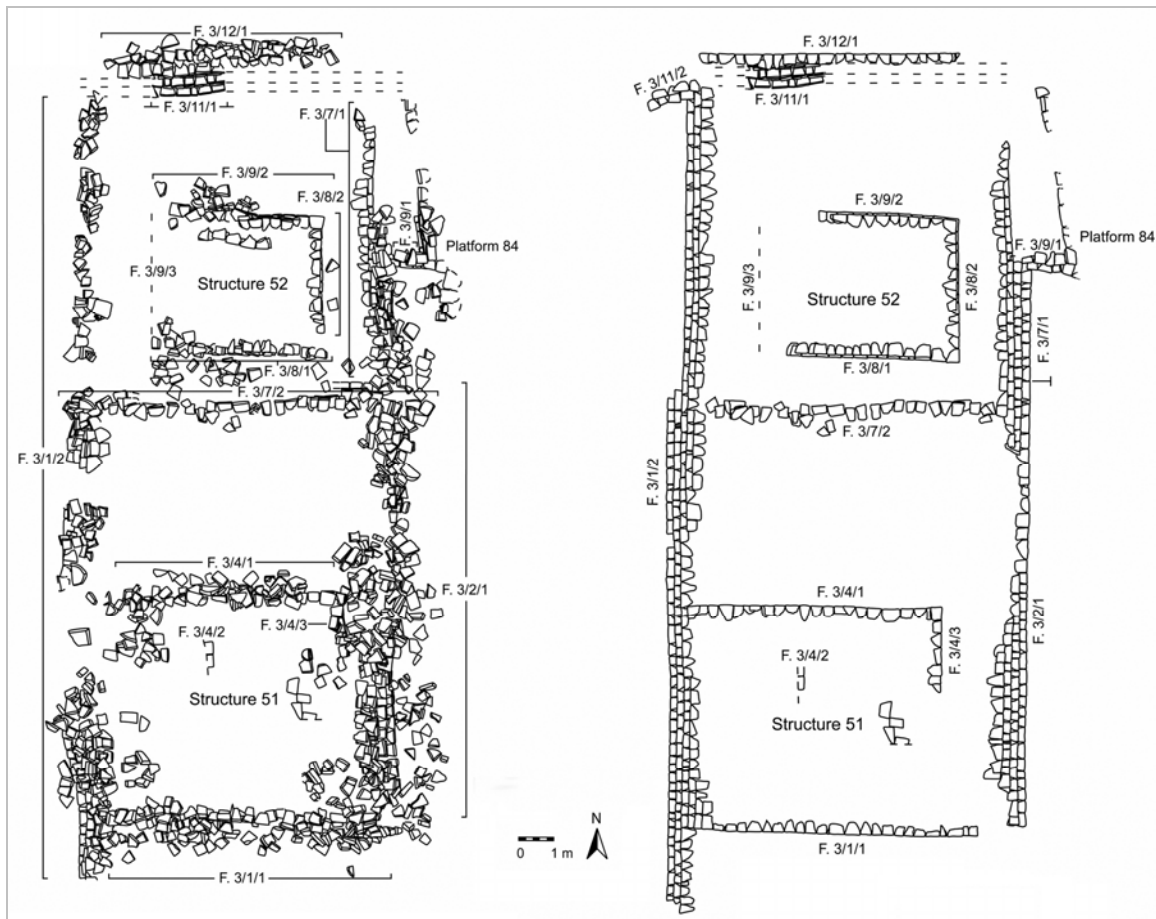 F. 3/12/1
F. 3/11/1
F. 3/7/1
F. 3/9/2
F. 3/8/2
F. 3/9/1
Platform 84
F. 3/9/3
Structure 52
F. 3/8/1
F. 3/7/2
F. 3/1/2
F. 3/4/1
F. 3/2/1
F. 3/4/2
F. 3/4/3
Structure 51
F. 3/1/1
F. 3/12/1
F. 3/11/2
F. 3/11/1
F. 3/9/2
F. 3/9/1
Platform 84
F. 3/9/3
Structure 52
F. 3/8/2
F. 3/7/1
F. 3/8/1
F. 3/7/2
F. 3/1/2
F. 3/4/1
F. 3/4/3
F. 3/2/1
F. 3/4/2
Structure 51
F. 3/1/1
N
0 1 m